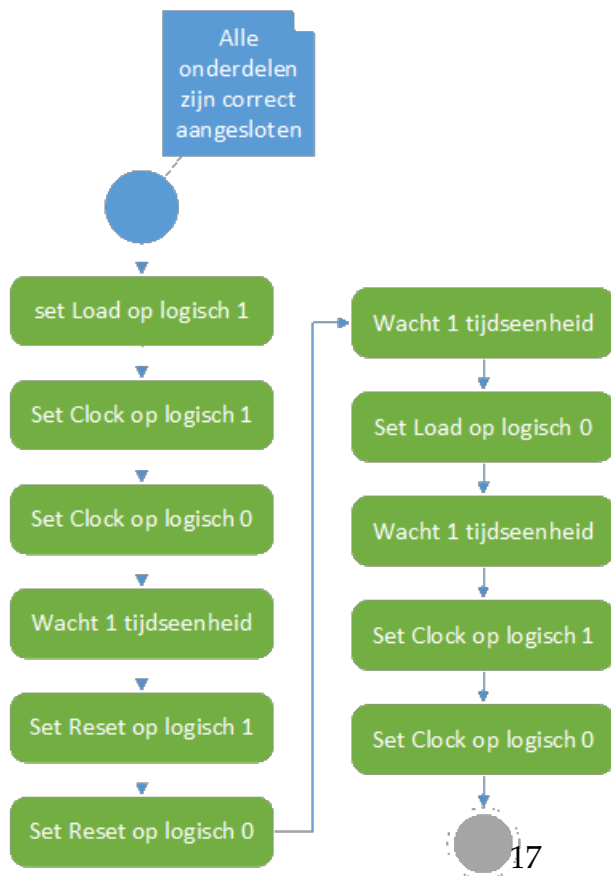 Alle
onderdelen
zijn correct
aangesloten
set Load op logisch 1
Set Clock op logisch 1
Set Clock op logisch 0
Wacht 1 tijdseenheid
Set Reset op logisch 1
Set Reset op logisch 0
Wacht 1 tijdseenheid
Set Load op logisch 0
Wacht 1 tijdseenheid
Set Clock op logisch 1
Set Clock op logisch 0
17